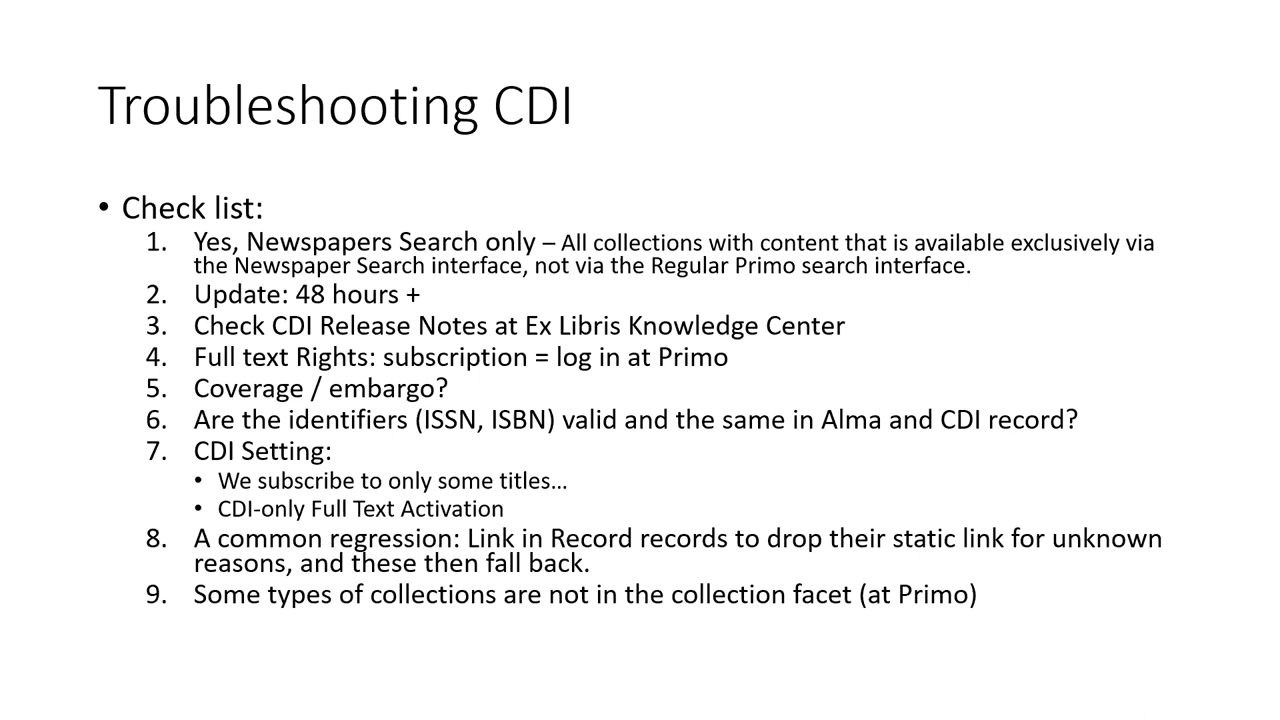 Troubleshooting CDI
• Check list:
1. Yes, Newspapers Search only – All collections with content that is available exclusively via
the Newspaper Search interface, not via the Regular Primo search interface.
2. Update: 48 hours +
3. Check CDI Release Notes at Ex Libris Knowledge Center
4. Full text Rights: subscription = log in at Primo
5. Coverage / embargo?
6. Are the identifiers (ISSN, ISBN) valid and the same in Alma and CDI record?
7. CDI Setting:
• We subscribe to only some titles…
• CDI-only Full Text Activation
8. A common regression: Link in Record records to drop their static link for unknown
reasons, and these then fall back.
9. Some types of collections are not in the collection facet (at Primo)